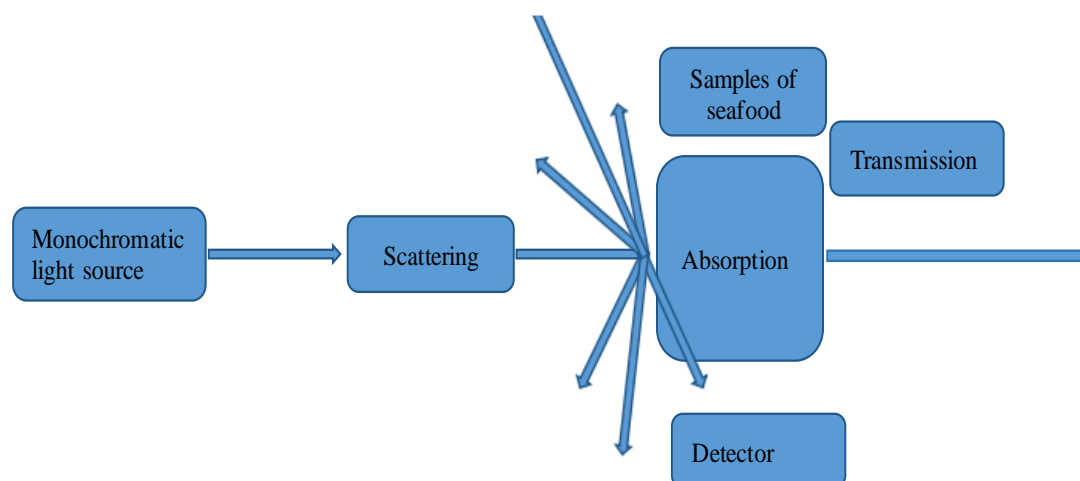 Samples of
seafood
Transmission
Monochromatic
light source
Scattering
Absorption
Detector